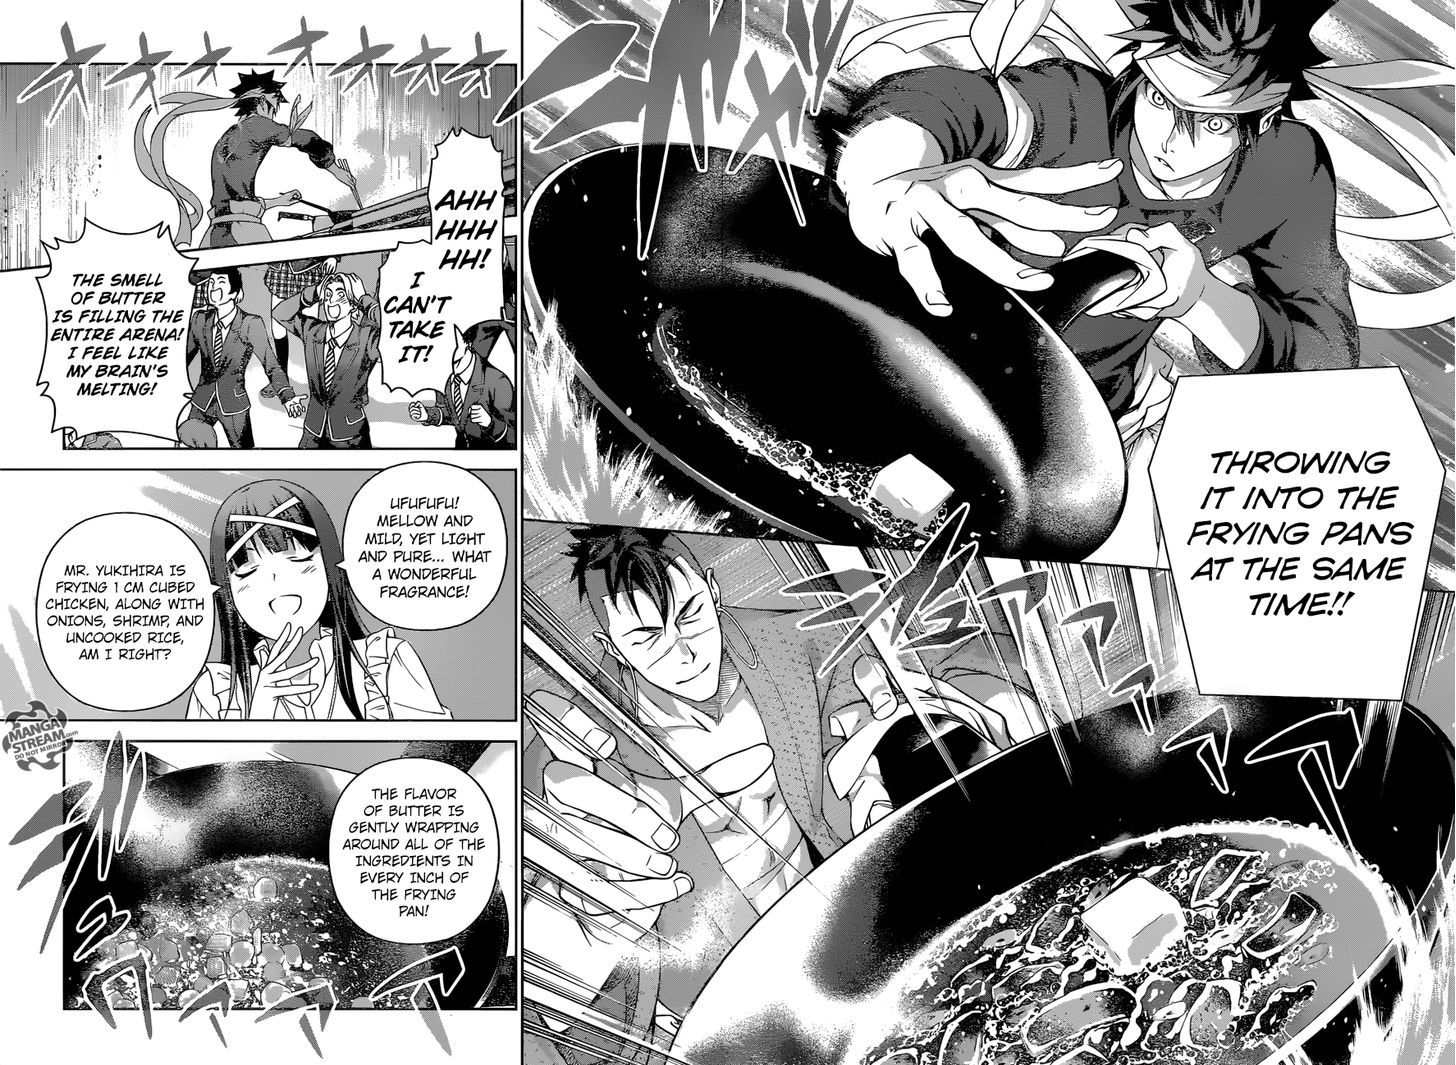 THROWING
IT INTO THE
FRYING PANS
AT THE SAME
TIME!!
オオオオオオオ
AHH
HHH
HH!
I
CAN'T
TAKE
IT!
THE SMELL
OF BUTTER
IS FILLING THE
ENTIRE ARENA!
I FEEL LIKE
MY BRAIN'S
MELTING!
UFUFUFU!
MELLOW AND
MILD, YET LIGHT
AND PURE... WHAT
A WONDERFUL
FRAGRANCE!
MR. YUKIHIRA IS
FRYING 1 CM CUBED
CHICKEN, ALONG WITH
ONIONS, SHRIMP, AND
UNCOOKED RICE,
AM I RIGHT?
MANGA
STREAM.com
DO NOT MIRROR
THE FLAVOR
OF BUTTER IS
GENTLY WRAPPING
AROUND ALL OF THE
INGREDIENTS IN
EVERY INCH OF
THE FRYING
PAN!